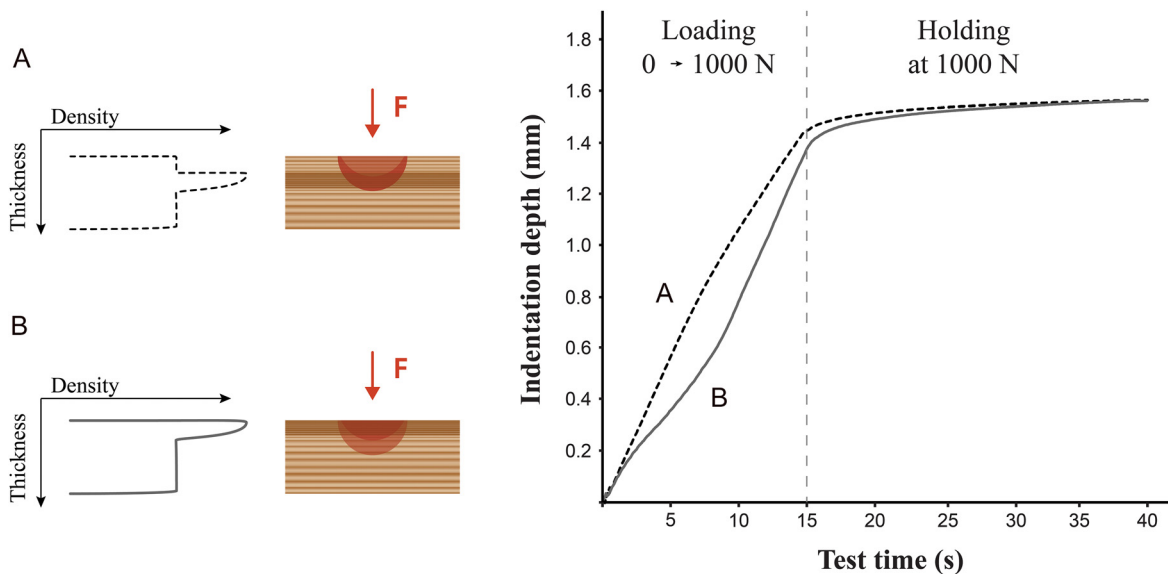 A
Density
Thickness
F
B
Density
Thickness
F
Indentation depth (mm)
1.8
1.6
1.4
1.2
1.0
0.8
0.6
0.4
0.2
Loading
0 → 1000 N
Holding
at 1000 N
A
B
5
10
15
20
25
30
35
40
Test time (s)